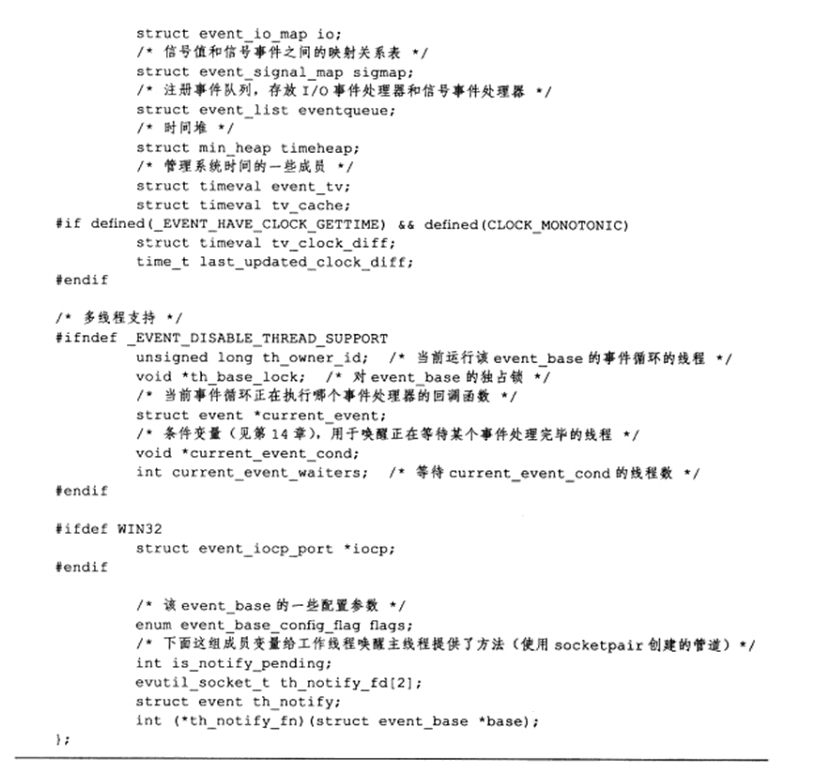 struct event_io_map io;
/* 信号值和信号事件之间的映射关系表 */
struct event_signal_map sigmap;
/* 注册事件队列，存放 I/O 事件处理器和信号事件处理器 */
struct event_list eventqueue;
/* 时间堆 */
struct min_heap timeheap;
/* 管理系统时间的一些成员 */
struct timeval event_tv;
struct timeval tv_cache;
#if defined(_EVENT_HAVE_CLOCK_GETTIME) && defined(CLOCK_MONOTONIC)
struct timeval tv_clock_diff;
time_t last_updated_clock_diff;
#endif
/* 多线程支持 */
#ifndef _EVENT_DISABLE_THREAD_SUPPORT
unsigned long th_owner_id; /* 当前运行该 event_base 的事件循环的线程 */
void *th_base_lock; /* 对 event_base 的独占锁 */
/* 当前事件循环正在执行哪个事件处理器的回调函数 */
struct event *current_event;
/* 条件变量（见第 14 章），用于唤醒正在等待某个事件处理完毕的线程 */
void *current_event_cond;
int current_event_waiters; /* 等待 current_event_cond 的线程数 */
#endif
#ifdef WIN32
struct event_iocp_port *iocp;
#endif
/* 该 event_base 的一些配置参数 */
enum event_base_config_flag flags;
/* 下面这组成员变量给工作线程唤醒主线程提供了方法（使用 socketpair 创建的管道）*/
int is_notify_pending;
evutil_socket_t th_notify_fd[2];
struct event th_notify;
int (*th_notify_fn)(struct event_base *base);
};